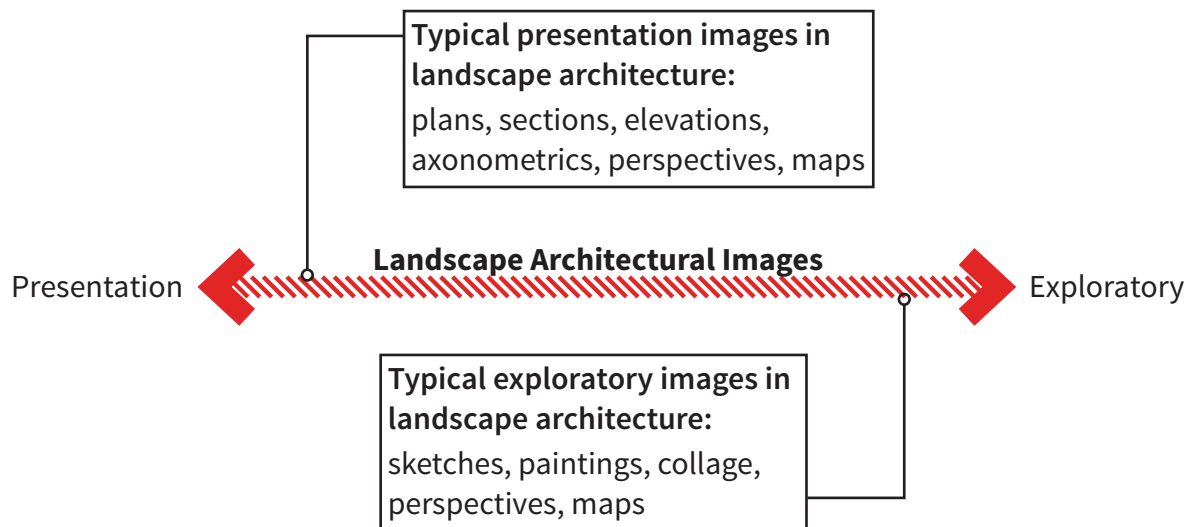 Typical presentation images in
landscape architecture:
plans, sections, elevations,
axonometrics, perspectives, maps
Landscape Architectural Images
Presentation
Exploratory
Typical exploratory images in
landscape architecture:
sketches, paintings, collage,
perspectives, maps